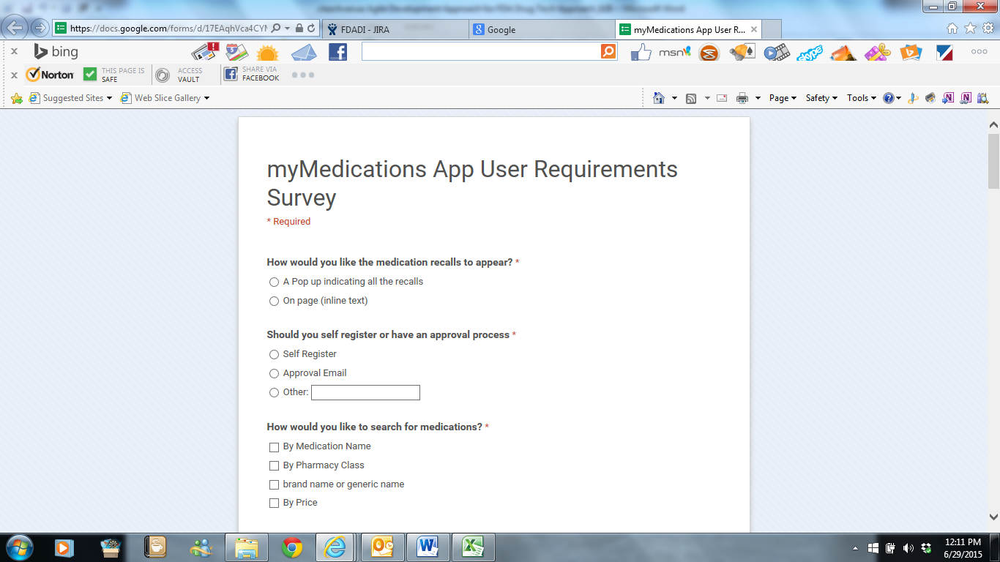 https://docs.google.com/forms/d/17EAqhVca4CYN
FDADI - JIRA
Google
myMedications App User R...
bing
msn
skype
Norton
THIS PAGE IS
SAFE
ACCESS
VAULT
SHARE VIA
FACEBOOK
Suggested Sites
Web Slice Gallery
Page
Safety
Tools
myMedications App User Requirements
Survey
* Required
How would you like the medication recalls to appear? *
A Pop up indicating all the recalls
On page (inline text)
Should you self register or have an approval process *
Self Register
Approval Email
Other:
How would you like to search for medications? *
By Medication Name
By Pharmacy Class
brand name or generic name
By Price
12:11 PM
6/29/2015